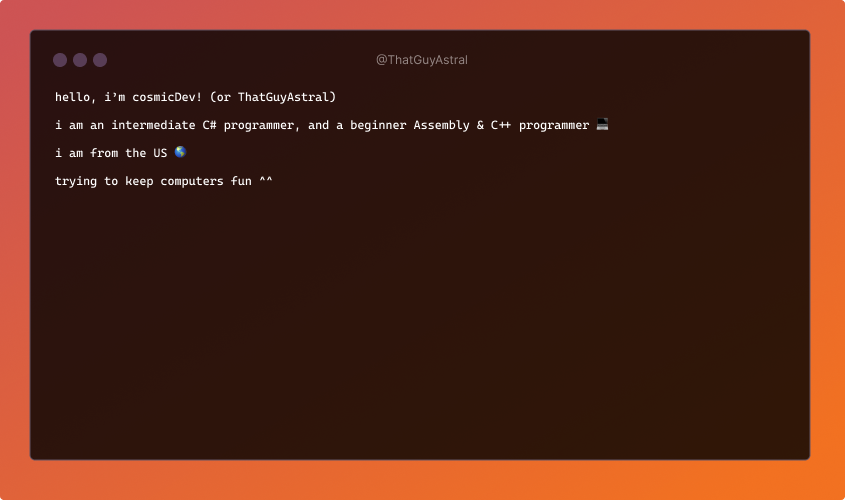 @ThatGuyAstral
hello, i'm cosmicDev! (or ThatGuyAstral)
i am an intermediate C# programmer, and a beginner Assembly & C++ programmer 💻
i am from the US 🌎
trying to keep computers fun ^^